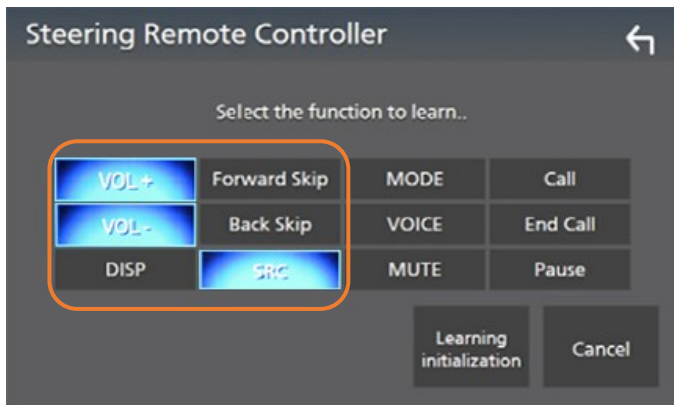 Steering Remote Controller
Select the function to learn..
VOL + Forward Skip MODE Call
VOL - Back Skip VOICE End Call
DISP SRC MUTE Pause
Learning
initialization
Cancel